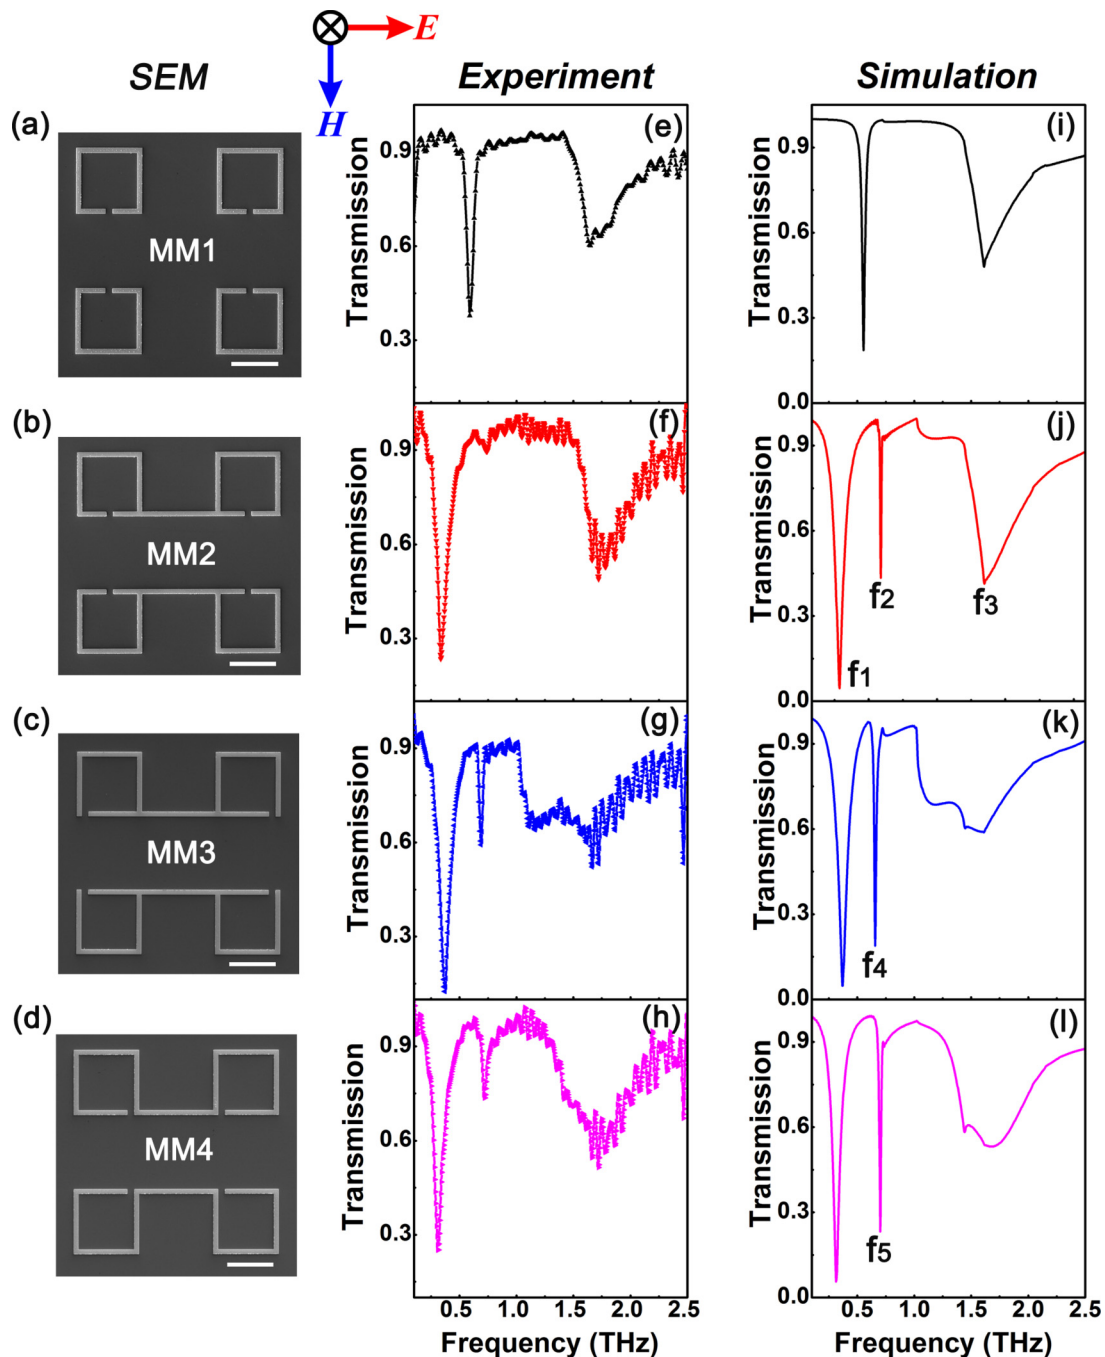 E
H
SEM
Experiment
Simulation
(a)
MM1
(b)
MM2
(c)
MM3
(d)
MM4
(e)
Transmission
0.9
0.6
0.3
(f)
Transmission
0.9
0.6
0.3
(g)
Transmission
0.9
0.6
0.3
(h)
Transmission
0.9
0.6
0.3
0.5 1.0 1.5 2.0 2.5
Frequency (THz)
(i)
Transmission
0.9
0.6
0.3
0.0
(j)
Transmission
0.9
0.6
0.3
0.0
f1
f2
f3
(k)
Transmission
0.9
0.6
0.3
0.0
f4
(l)
Transmission
0.9
0.6
0.3
0.0
f5
0.5 1.0 1.5 2.0 2.5
Frequency (THz)